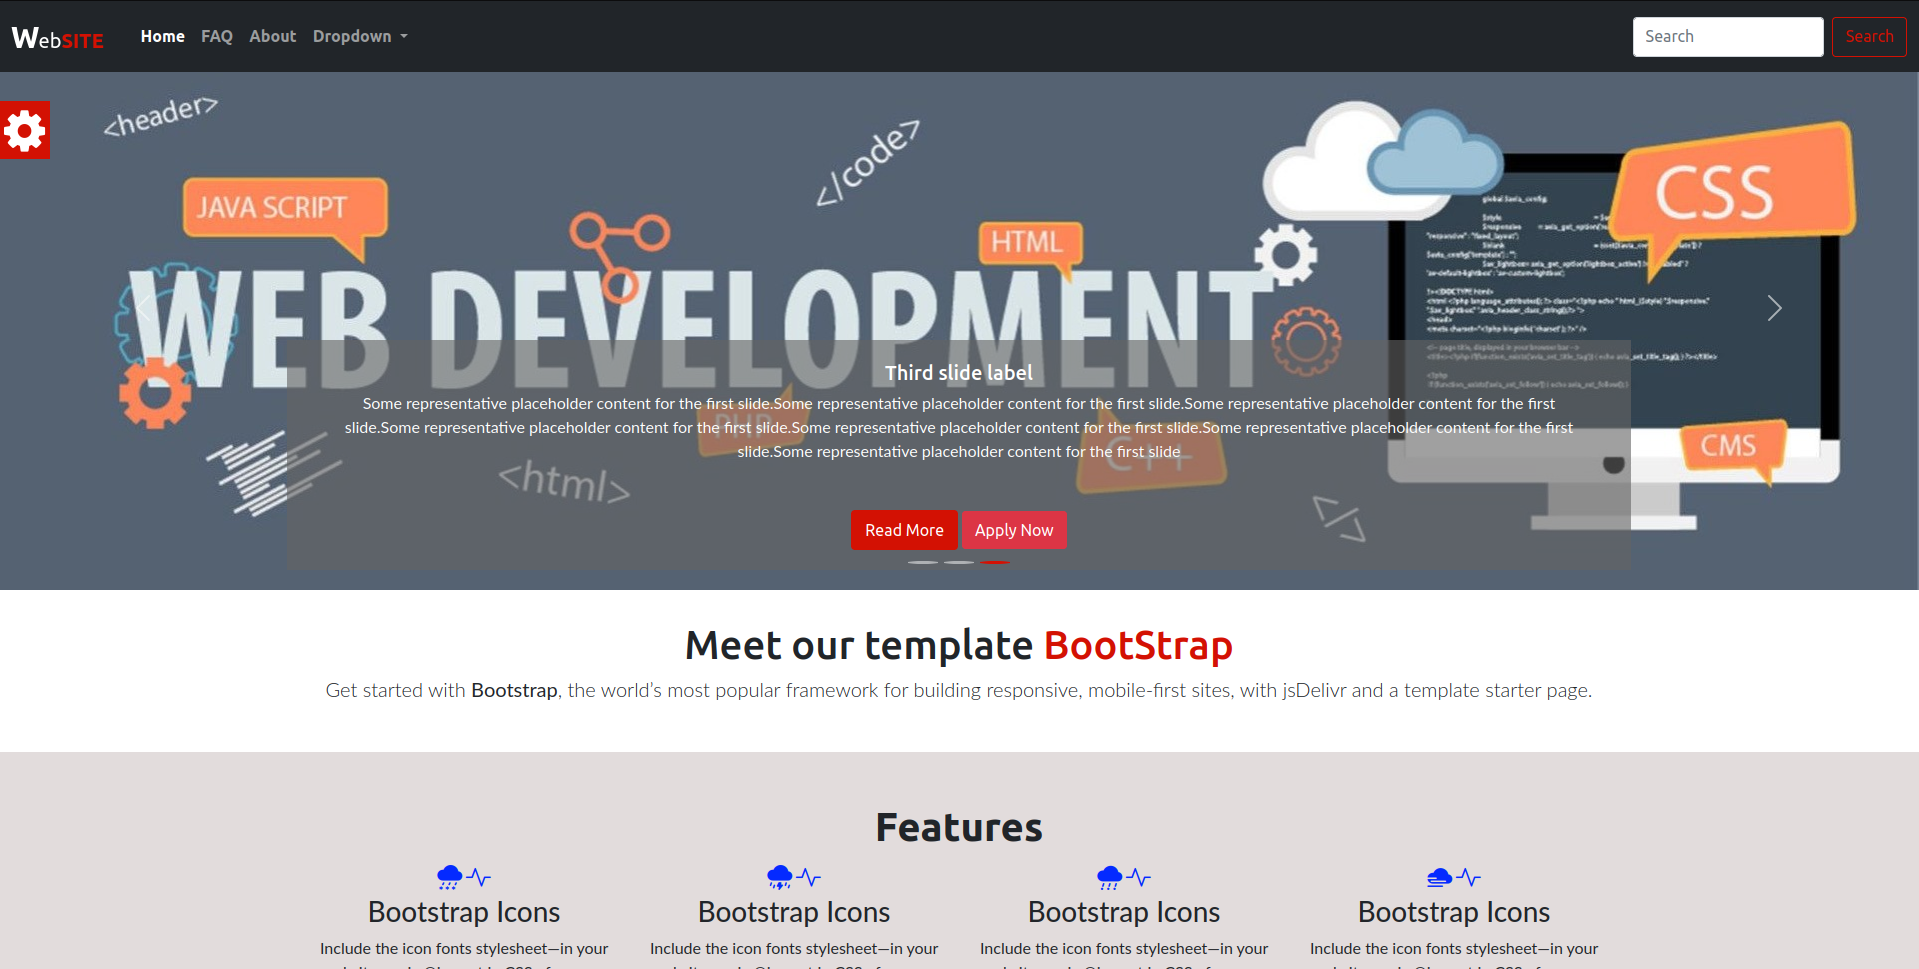 WebSITE
Home FAQ About Dropdown
Search
Search
<header>
</code>
JAVA SCRIPT
HTML
CSS
WEB DEVELOPMENT
Third slide label
Some representative placeholder content for the first slide.Some representative placeholder content for the first slide.Some representative placeholder content for the first
slide.Some representative placeholder content for the first slide.Some representative placeholder content for the first slide.Some representative placeholder content for the first
slide.Some representative placeholder content for the first slide
PHP
C++
CMS
<html>
</>
Read More
Apply Now
Meet our template BootStrap
Get started with Bootstrap, the world's most popular framework for building responsive, mobile-first sites, with jsDelivr and a template starter page.
Features
Bootstrap Icons
Bootstrap Icons
Bootstrap Icons
Bootstrap Icons
Include the icon fonts stylesheet—in your
Include the icon fonts stylesheet—in your
Include the icon fonts stylesheet—in your
Include the icon fonts stylesheet—in your